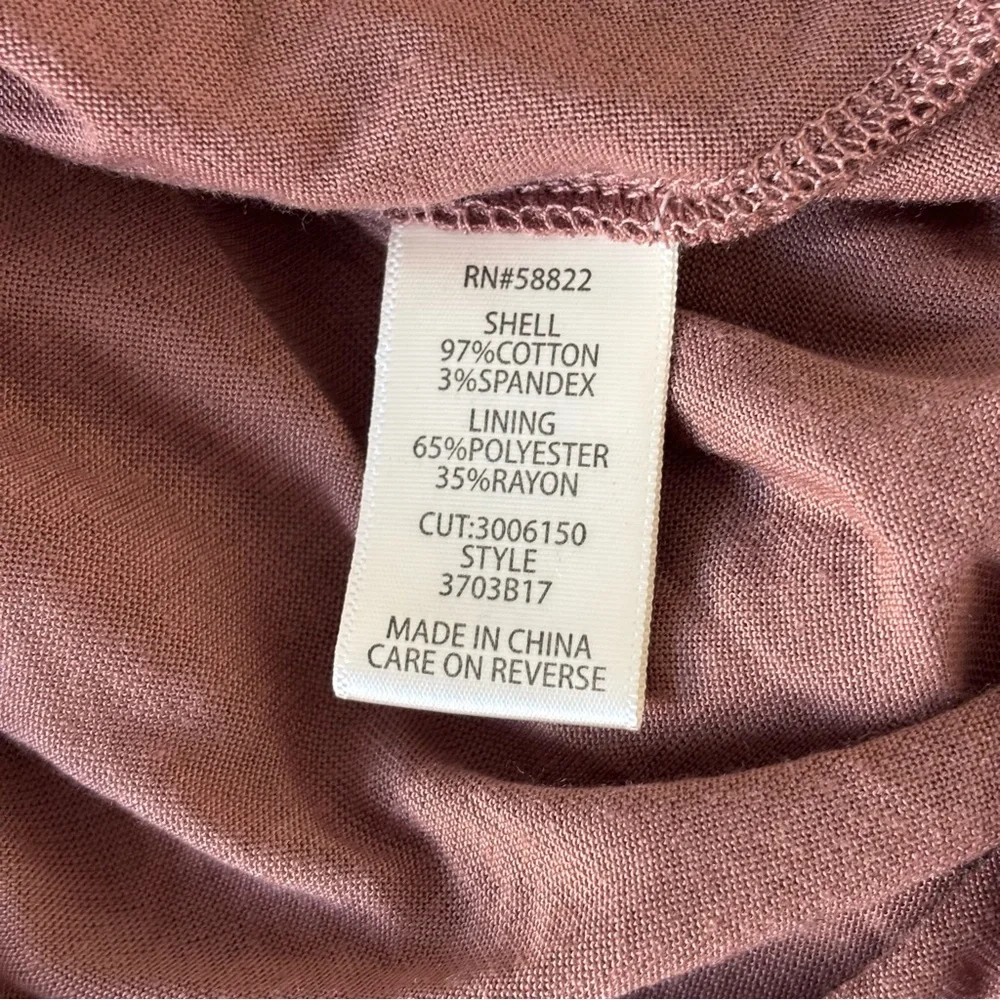 RN#58822
SHELL
97%COTTON
3%SPANDEX
LINING
65%POLYESTER
35%RAYON
CUT:3006150
STYLE
3703B17
MADE IN CHINA
CARE ON REVERSE